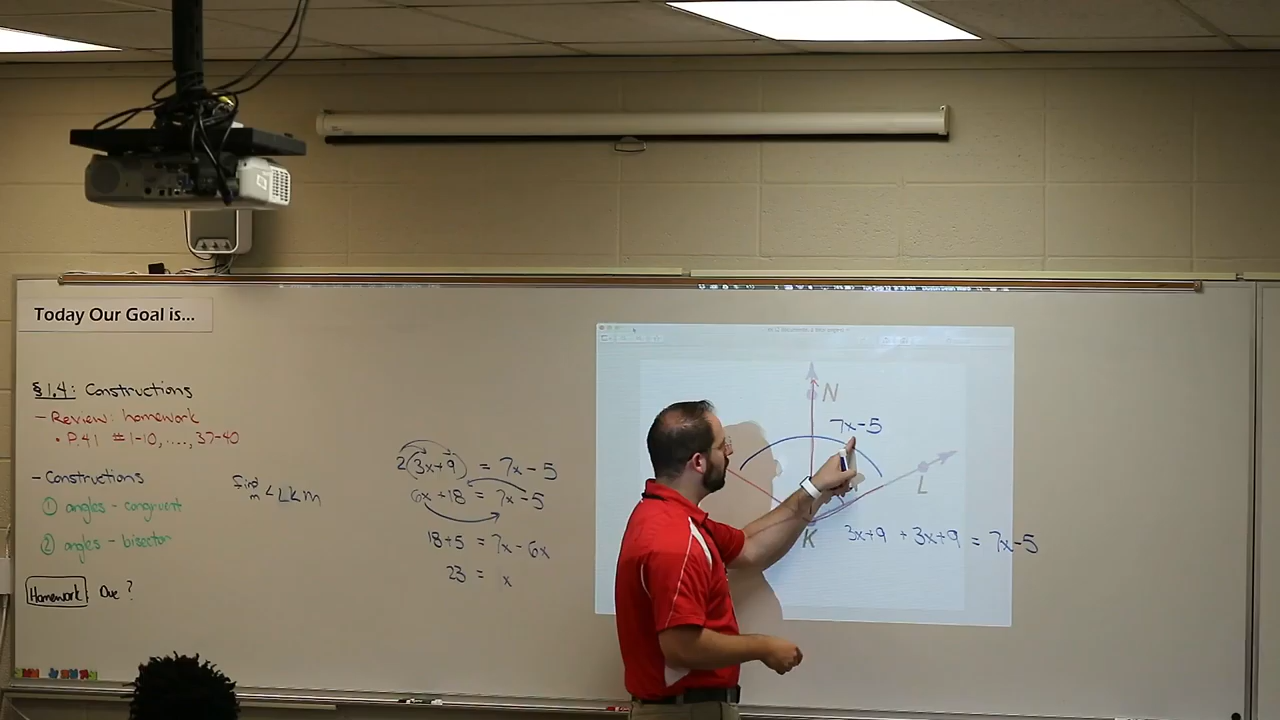 Today Our Goal is...
§1.4: Constructions
- Review: homework
• P.41 #1-10, ...., 37-40
- Constructions
① angles - congruent
② angles - bisector
Homework Due?
find
m<LKM
2(3x+9) = 7x-5
6x+18 = 7x-5
18+5 = 7x-6x
23 = x
N
7x-5
L
K
3x+9 +3x+9 = 7x-5